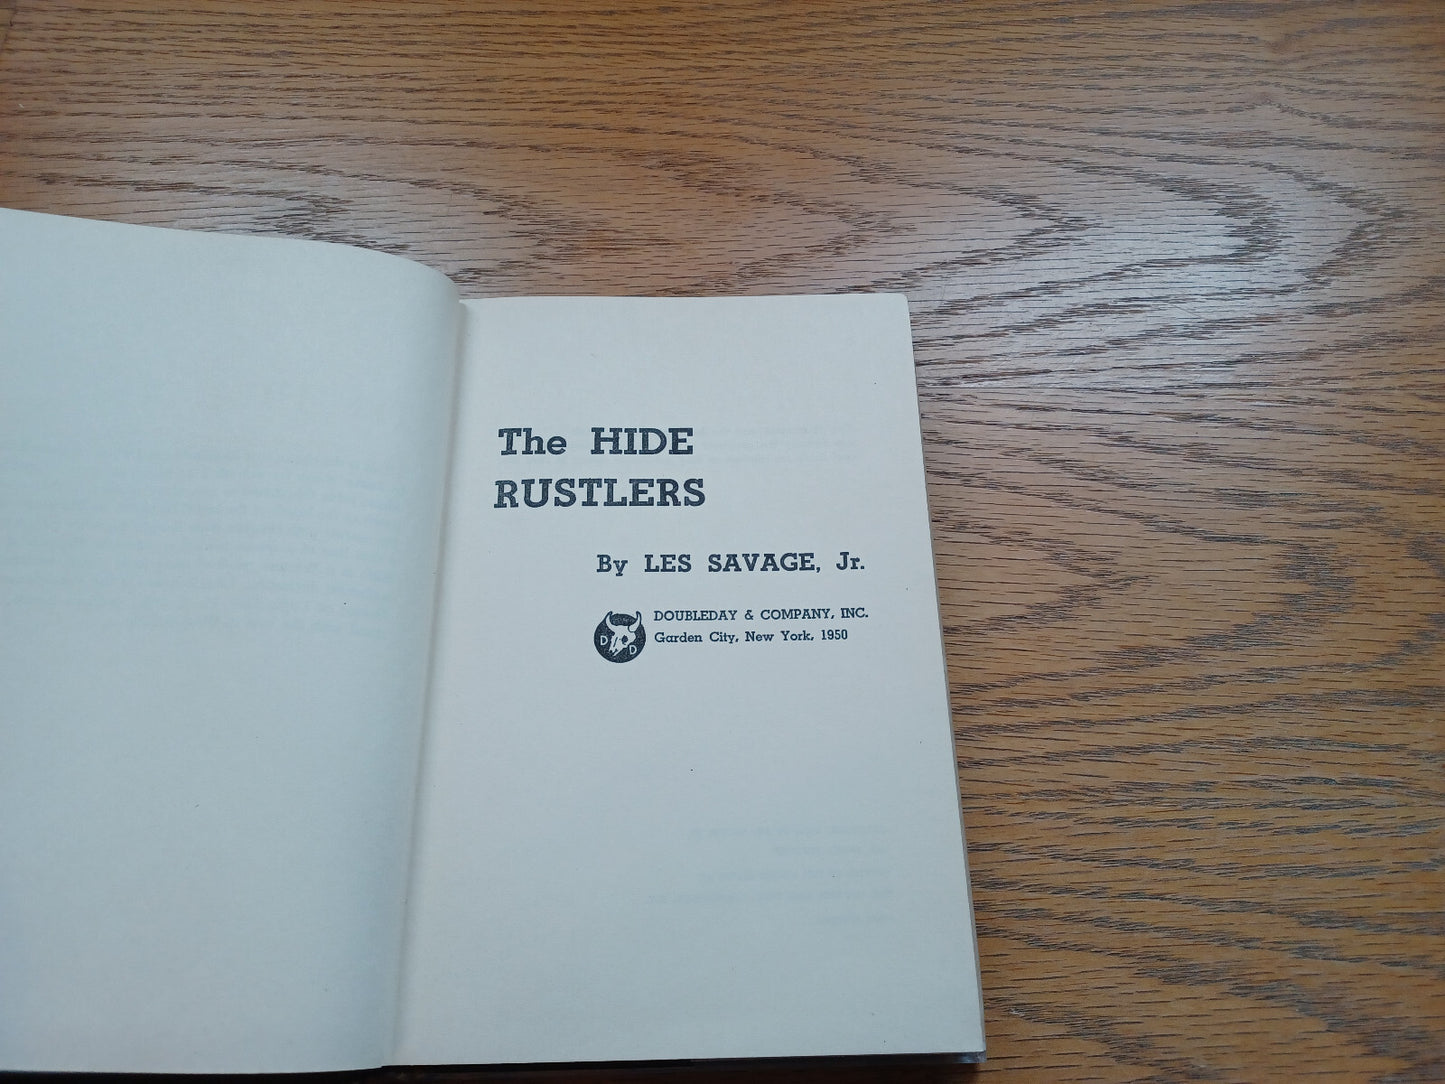 The HIDE
RUSTLERS
By LES SAVAGE, Jr.
DOUBLEDAY & COMPANY, INC.
Garden City, New York, 1950
D D